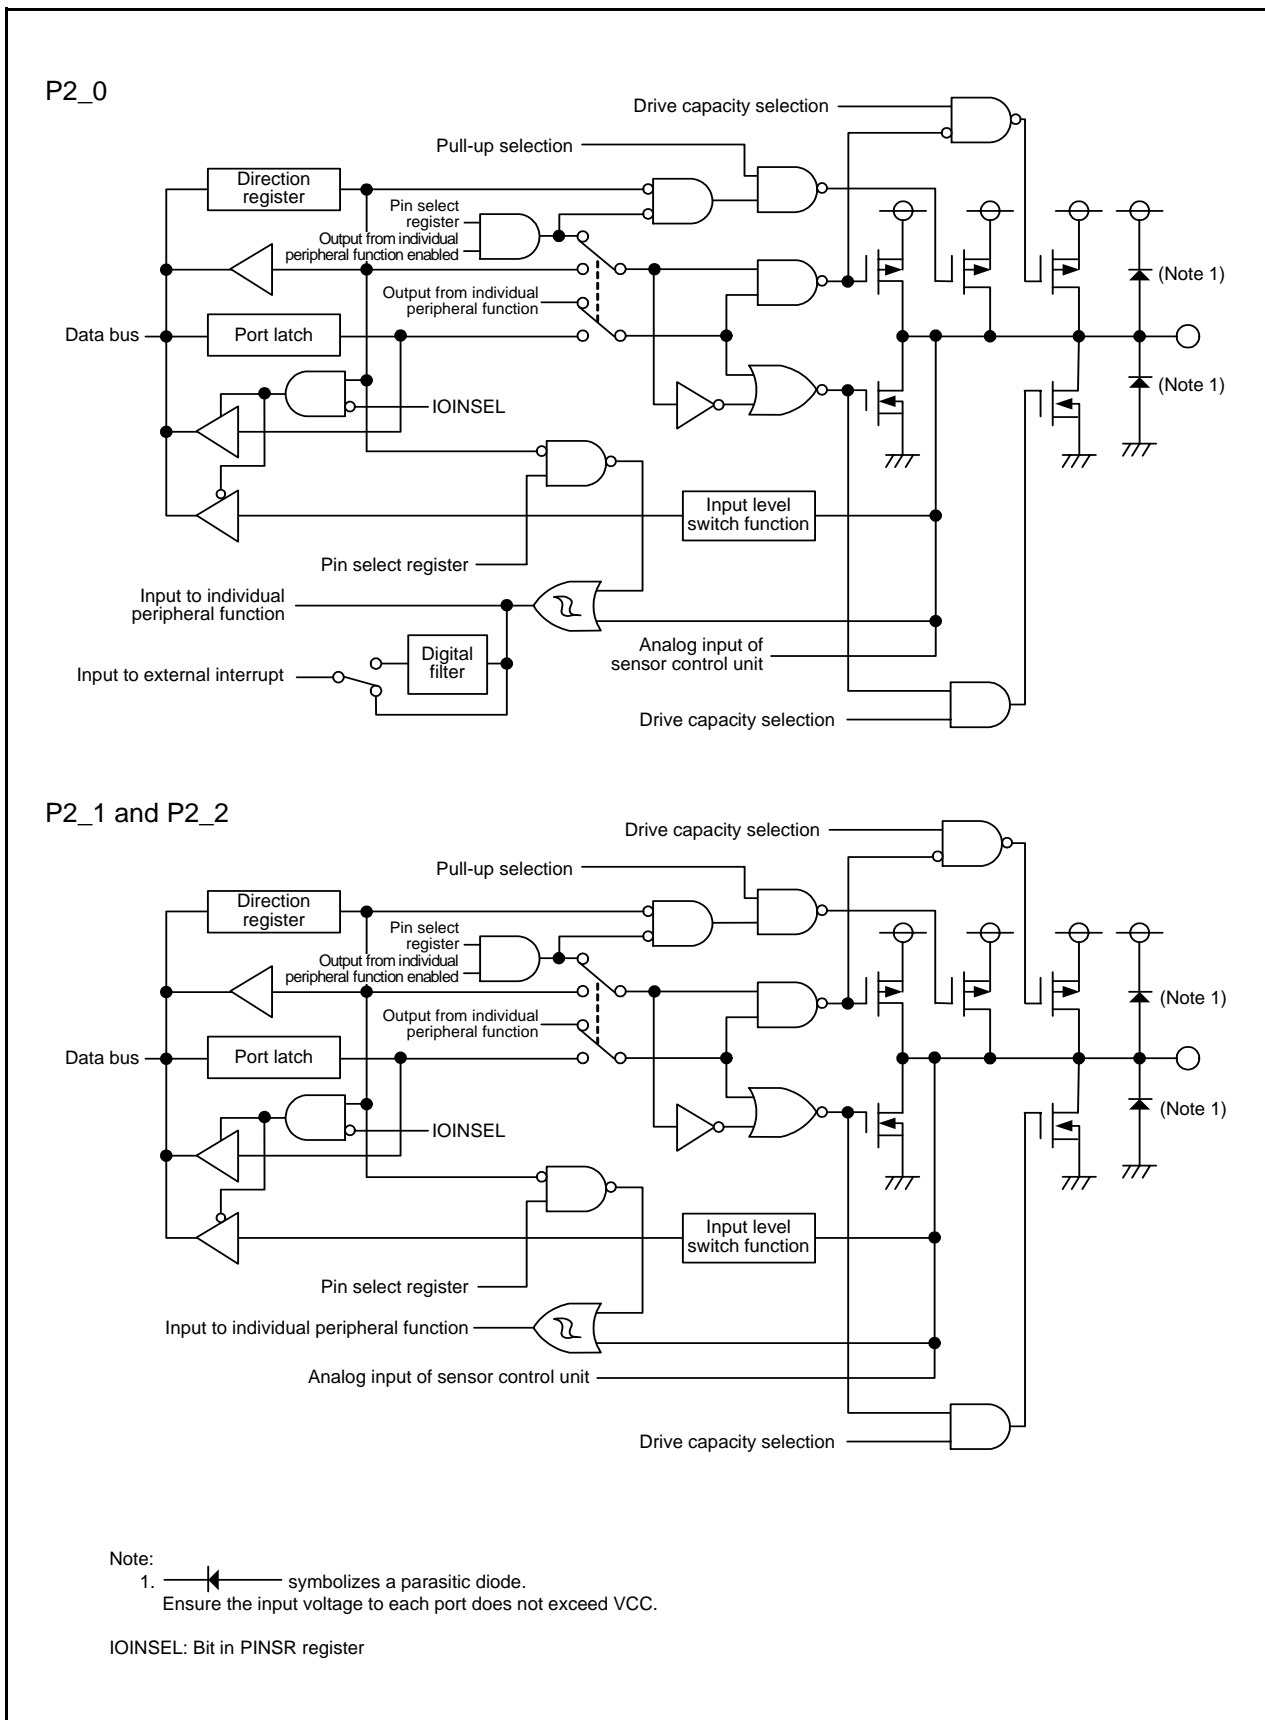 P2_0
Drive capacity selection
Pull-up selection
Direction
register
Pin select
register
Output from individual
peripheral function enabled
(Note 1)
Output from individual
peripheral function
Data bus
Port latch
(Note 1)
IOINSEL
Input level
switch function
Pin select register
Input to individual
peripheral function
Analog input of
sensor control unit
Digital
filter
Input to external interrupt
Drive capacity selection
P2_1 and P2_2
Drive capacity selection
Pull-up selection
Direction
register
Pin select
register
Output from individual
peripheral function enabled
(Note 1)
Output from individual
peripheral function
Data bus
Port latch
(Note 1)
IOINSEL
Input level
switch function
Pin select register
Input to individual peripheral function
Analog input of sensor control unit
Drive capacity selection
Note:
1. symbolizes a parasitic diode.
Ensure the input voltage to each port does not exceed VCC.
IOINSEL: Bit in PINSR register